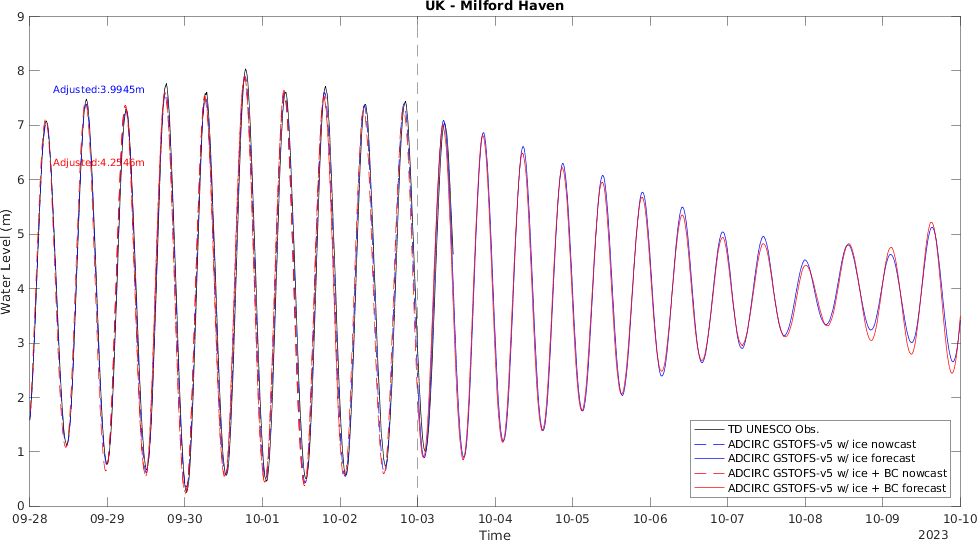 UK - Milford Haven
9
8
7
6
5
4
3
2
1
0
Water Level (m)
Adjusted:3.9945m
Adjusted:4.2546m
TD UNESCO Obs.
ADCIRC GSTOFS-v5 w/ ice nowcast
ADCIRC GSTOFS-v5 w/ ice forecast
ADCIRC GSTOFS-v5 w/ ice + BC nowcast
ADCIRC GSTOFS-v5 w/ ice + BC forecast
09-28 09-29 09-30 10-01 10-02 10-03 10-04 10-05 10-06 10-07 10-08 10-09 10-10
Time
2023